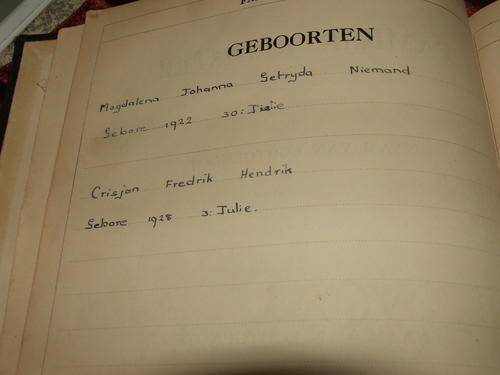 GEBOORTEN
Magdalena Johanna Getryda Niemand
Gebore 1922 30: Julie
Crisjan Fredrik Hendrik
Gebore 1928 3: Julie.